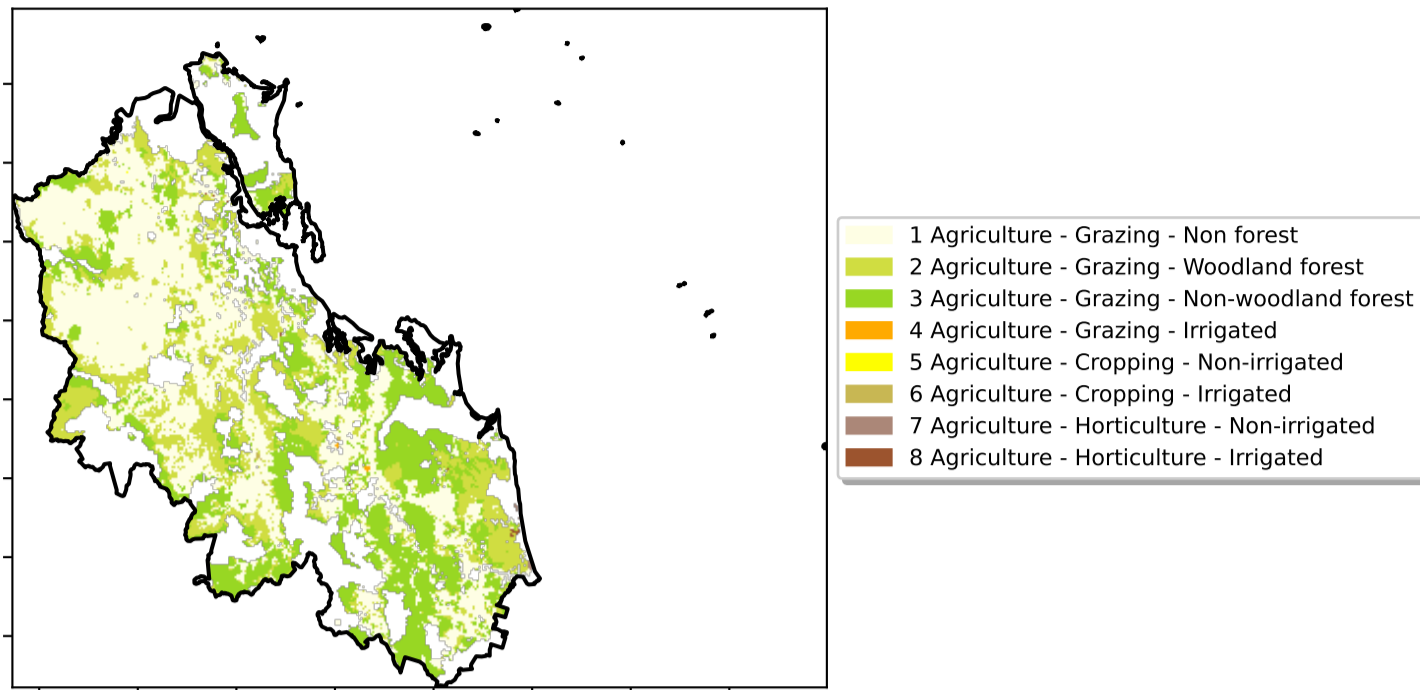 1 Agriculture - Grazing - Non forest
2 Agriculture - Grazing - Woodland forest
3 Agriculture - Grazing - Non-woodland forest
4 Agriculture - Grazing - Irrigated
5 Agriculture - Cropping - Non-irrigated
6 Agriculture - Cropping - Irrigated
7 Agriculture - Horticulture - Non-irrigated
8 Agriculture - Horticulture - Irrigated